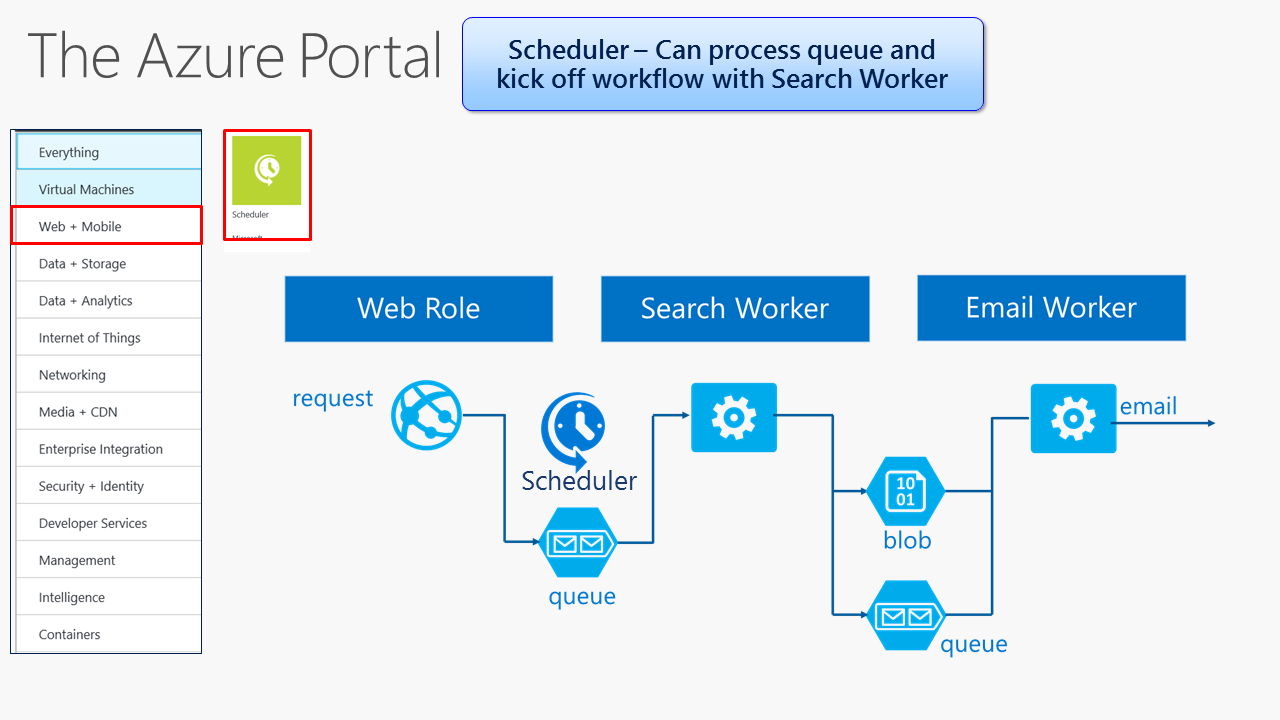 The Azure Portal
Scheduler – Can process queue and
kick off workflow with Search Worker
Everything
Virtual Machines
Web + Mobile
Data + Storage
Data + Analytics
Internet of Things
Networking
Media + CDN
Enterprise Integration
Security + Identity
Developer Services
Management
Intelligence
Containers
Scheduler
Web Role
Search Worker
Email Worker
request
Scheduler
queue
10
01
blob
queue
email